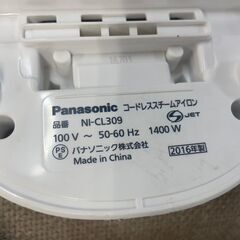 Panasonic コードレススチームアイロン
品番 NI-CL309 S JET
100 V ~ 50-60 Hz 1400 W
PS E パナソニック株式会社 2016年製
Made in China